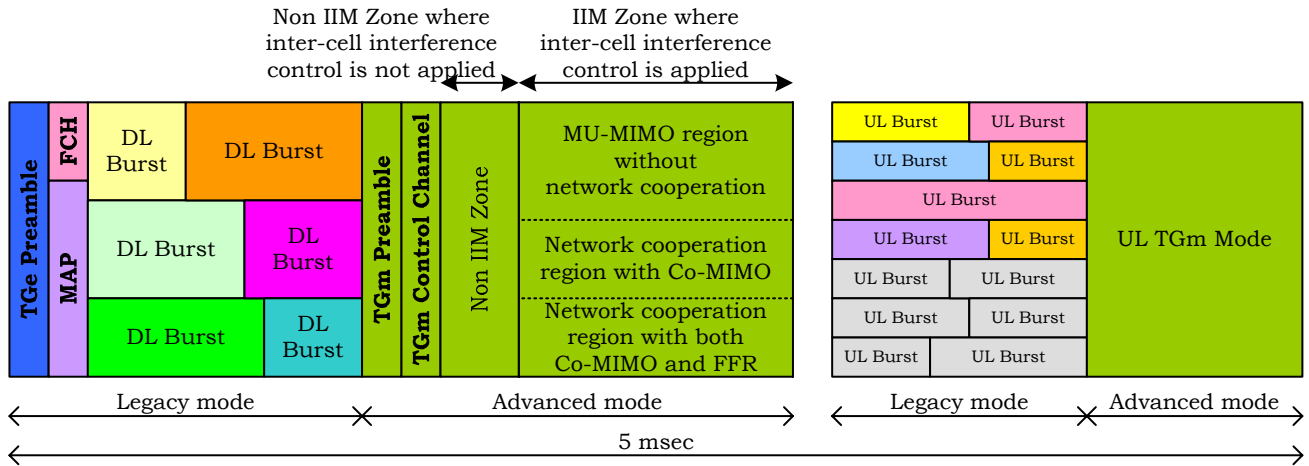 Non IIM Zone where
inter-cell interference
control is not applied
IIM Zone where
inter-cell interference
control is applied
TGe Preamble
FCH
MAP
DL
Burst
DL Burst
DL Burst
DL
Burst
DL Burst
DL
Burst
TGm Preamble
TGm Control Channel
Non IIM Zone
MU-MIMO region
without
network cooperation
Network cooperation
region with Co-MIMO
Network cooperation
region with both
Co-MIMO and FFR
UL Burst
UL Burst
UL Burst
UL Burst
UL Burst
UL Burst
UL Burst
UL Burst
UL Burst
UL Burst
UL Burst
UL Burst
UL Burst
UL TGm Mode
Legacy mode
Advanced mode
Legacy mode
Advanced mode
5 msec